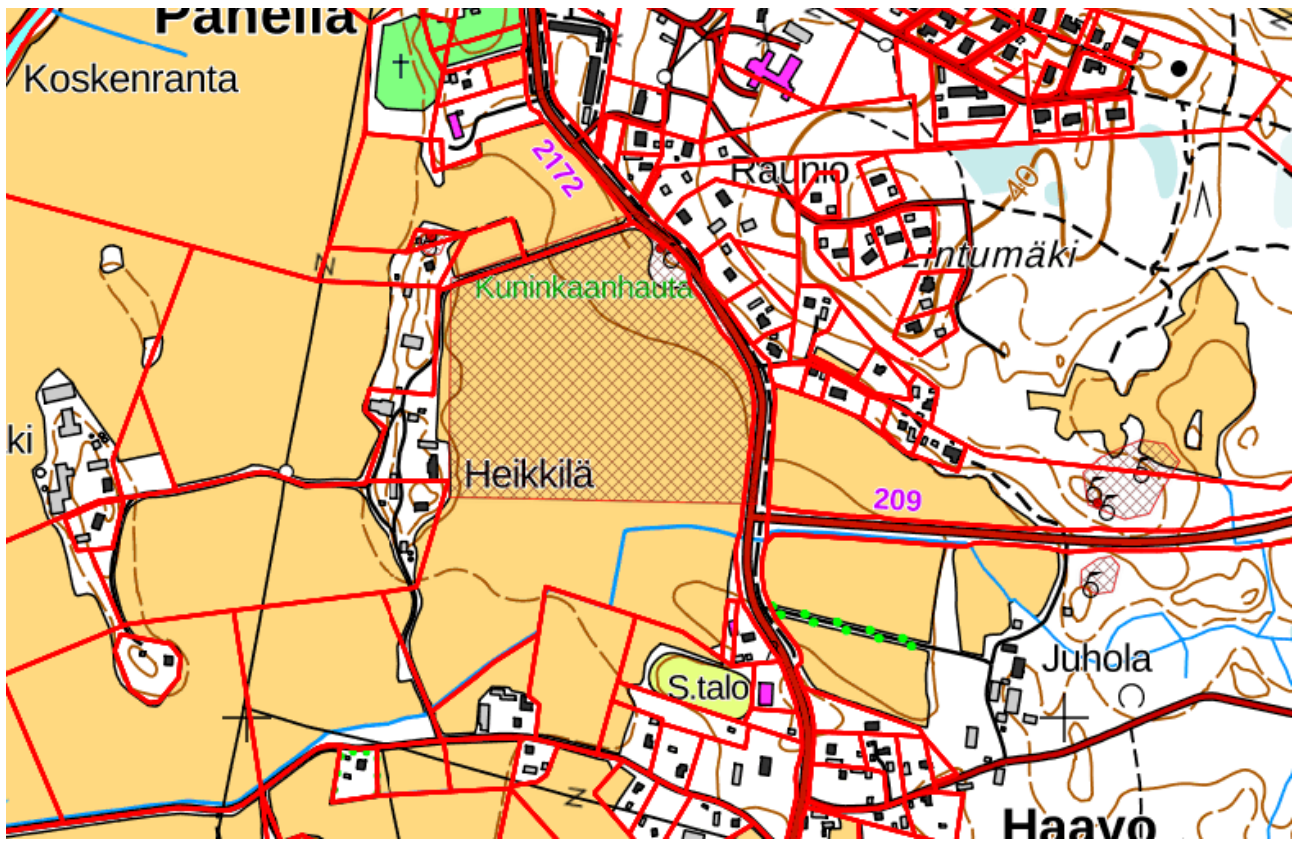 Panelia
Koskenranta
2172
Raunio
40
Lintumäki
Kuninkaanhauta
ki
Heikkilä
209
Juhola
S.talo
Haavo